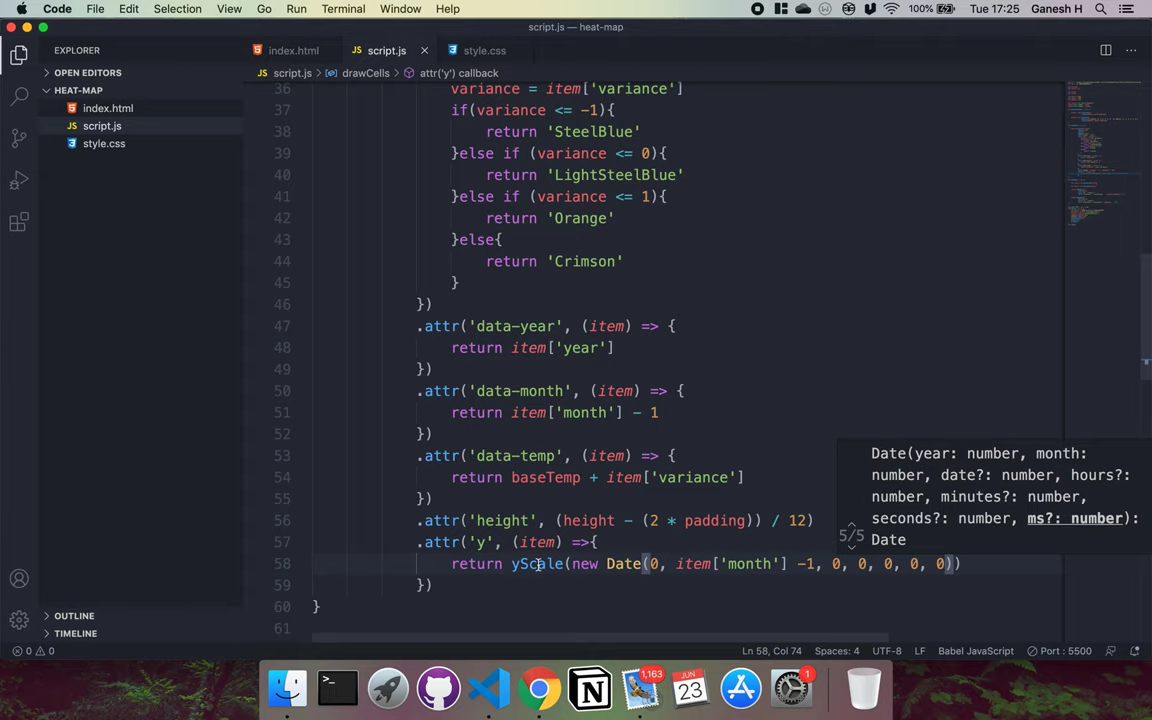 Code File Edit Selection View Go Run Terminal Window Help 100% Tue 17:25 Ganesh H
script.js — heat-map
EXPLORER index.html script.js style.css
OPEN EDITORS script.js > drawCells > attr('y') callback
HEAT-MAP
index.html
script.js
style.css
36 variance = item['variance']
37 if(variance <= -1){
38 return 'SteelBlue'
39 }else if (variance <= 0){
40 return 'LightSteelBlue'
41 }else if (variance <= 1){
42 return 'Orange'
43 }else{
44 return 'Crimson'
45 }
46 })
47 .attr('data-year', (item) => {
48 return item['year']
49 })
50 .attr('data-month', (item) => {
51 return item['month'] - 1
52 })
53 .attr('data-temp', (item) => {
54 return baseTemp + item['variance']
55 })
56 .attr('height', (height - (2 * padding)) / 12)
57 .attr('y', (item) =>{
58 return yScale(new Date(0, item['month'] -1, 0, 0, 0, 0, 0))
59 })
60 }
61
Date(year: number, month:
number, date?: number, hours?:
number, minutes?: number,
seconds?: number, ms?: number):
5/5 Date
OUTLINE
TIMELINE
0 0 Ln 58, Col 74 Spaces: 4 UTF-8 LF Babel JavaScript Port : 5500
1,163
JUN
23
1